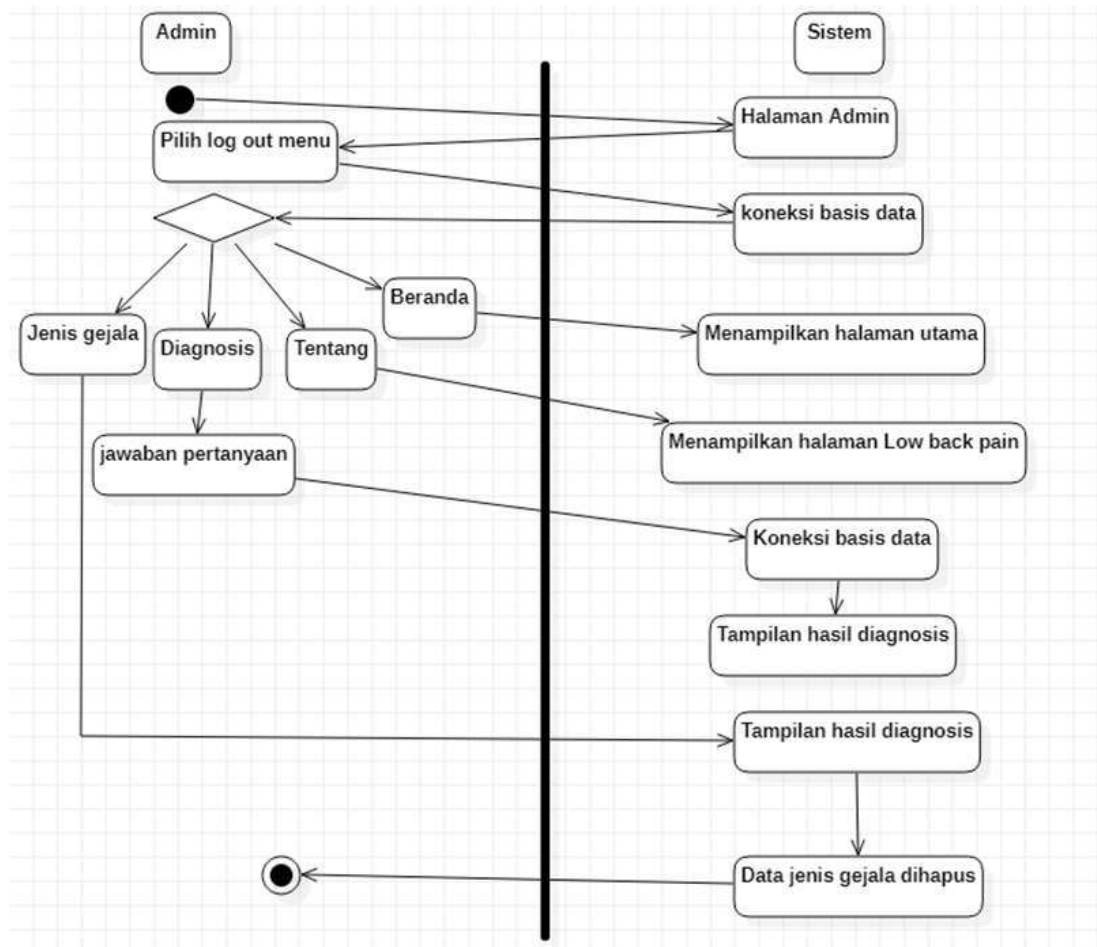 Admin
Sistem
Halaman Admin
Pilih log out menu
koneksi basis data
Beranda
Jenis gejala
Diagnosis
Tentang
Menampilkan halaman utama
jawaban pertanyaan
Menampilkan halaman Low back pain
Koneksi basis data
Tampilan hasil diagnosis
Tampilan hasil diagnosis
Data jenis gejala dihapus